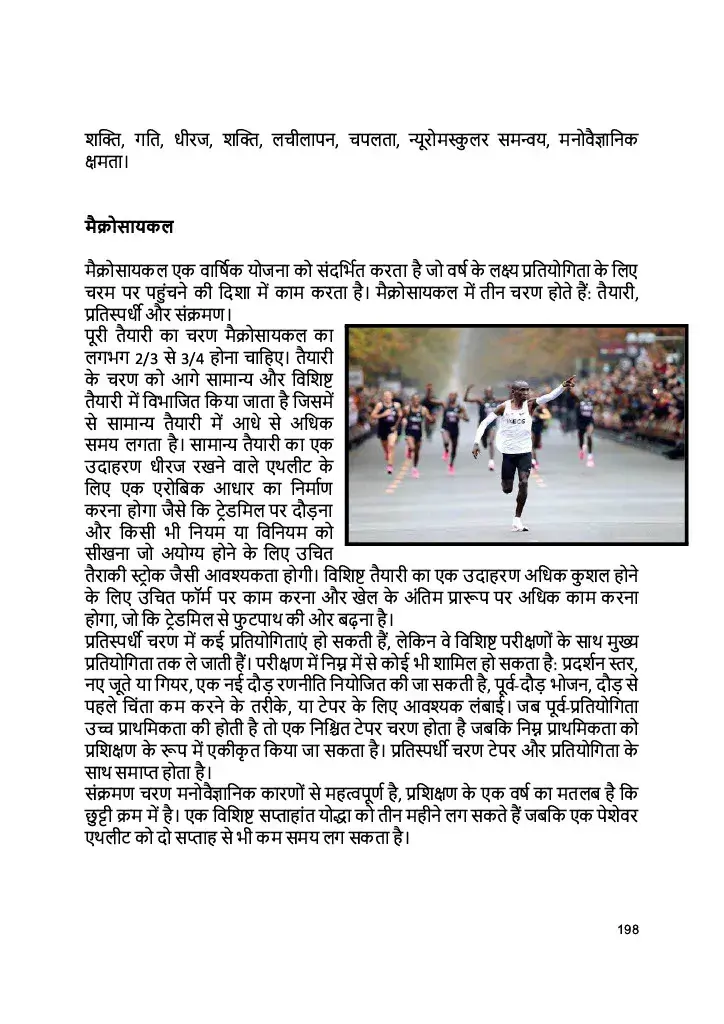 शक्ति, गति, धीरज, शक्ति, लचीलापन, चपलता, न्यूरोमस्कुलर समन्वय, मनोवैज्ञानिक
क्षमता।
मैक्रोसायकल
मैक्रोसायकल एक वार्षिक योजना को संदर्भित करता है जो वर्ष के लक्ष्य प्रतियोगिता के लिए
चरम पर पहुंचने की दिशा में काम करता है। मैक्रोसायकल में तीन चरण होते हैं: तैयारी,
प्रतिस्पर्धी और संक्रमण।
पूरी तैयारी का चरण मैक्रोसायकल का
लगभग 2/3 से 3/4 होना चाहिए। तैयारी
के चरण को आगे सामान्य और विशिष्ट
तैयारी में विभाजित किया जाता है जिसमें
से सामान्य तैयारी में आधे से अधिक
समय लगता है। सामान्य तैयारी का एक
उदाहरण धीरज रखने वाले एथलीट के
लिए एक एरोबिक आधार का निर्माण
करना होगा जैसे कि ट्रेडमिल पर दौड़ना
और किसी भी नियम या विनियम को
सीखना जो अयोग्य होने के लिए उचित
तैराकी स्ट्रोक जैसी आवश्यकता होगी। विशिष्ट तैयारी का एक उदाहरण अधिक कुशल होने
के लिए उचित फॉर्म पर काम करना और खेल के अंतिम प्रारूप पर अधिक काम करना
होगा, जो कि ट्रेडमिल से फुटपाथ की ओर बढ़ना है।
प्रतिस्पर्धी चरण में कई प्रतियोगिताएं हो सकती हैं, लेकिन वे विशिष्ट परीक्षणों के साथ मुख्य
प्रतियोगिता तक ले जाती हैं। परीक्षण में निम्न में से कोई भी शामिल हो सकता है: प्रदर्शन स्तर,
नए जूते या गियर, एक नई दौड़ रणनीति नियोजित की जा सकती है, पूर्व-दौड़ भोजन, दौड़ से
पहले चिंता कम करने के तरीके, या टेपर के लिए आवश्यक लंबाई। जब पूर्व-प्रतियोगिता
उच्च प्राथमिकता की होती है तो एक निश्चित टेपर चरण होता है जबकि निम्न प्राथमिकता को
प्रशिक्षण के रूप में एकीकृत किया जा सकता है। प्रतिस्पर्धी चरण टेपर और प्रतियोगिता के
साथ समाप्त होता है।
संक्रमण चरण मनोवैज्ञानिक कारणों से महत्वपूर्ण है, प्रशिक्षण के एक वर्ष का मतलब है कि
छुट्टी क्रम में है। एक विशिष्ट सप्ताहांत योद्धा को तीन महीने लग सकते हैं जबकि एक पेशेवर
एथलीट को दो सप्ताह से भी कम समय लग सकता है।
198